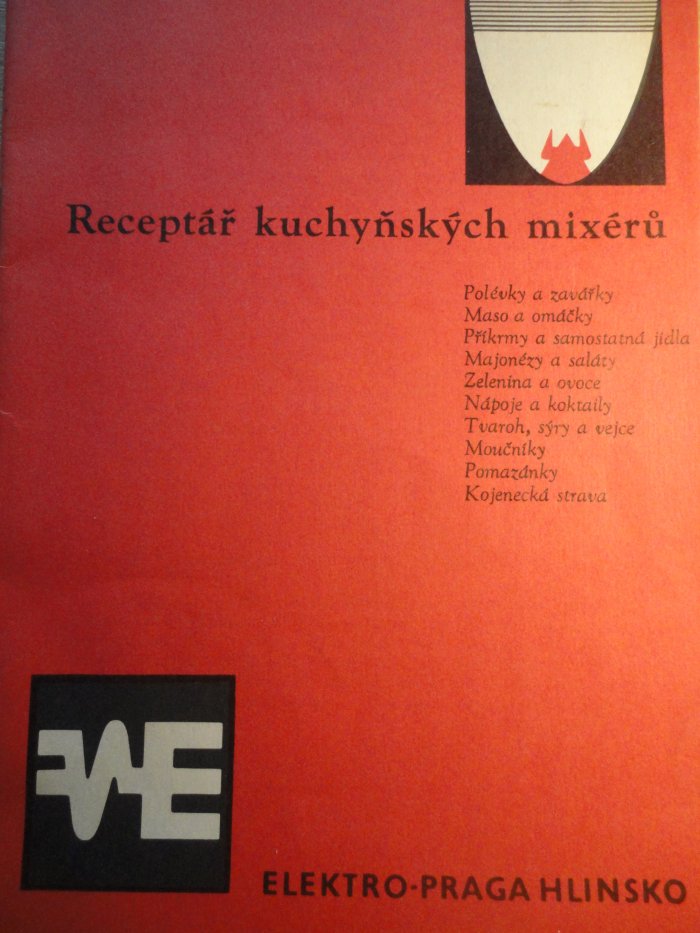 Receptář kuchyňských mixérů
Polévky a zavářky
Maso a omáčky
Příkrmy a samostatná jídla
Majonézy a saláty
Zelenina a ovoce
Nápoje a koktaily
Tvaroh, sýry a vejce
Moučníky
Pomazánky
Kojenecká strava
ELEKTRO-PRAGA HLINSKO